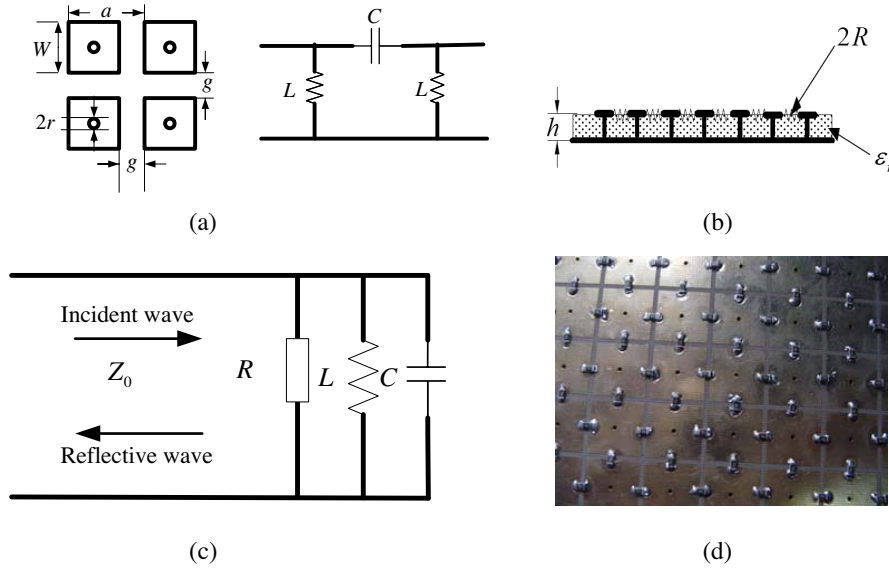 a
W
g
2r
g
C
L
L
(a)
2R
h
ε
(b)
Incident wave
Z₀
R
L
C
Reflective wave
(c)
(d)